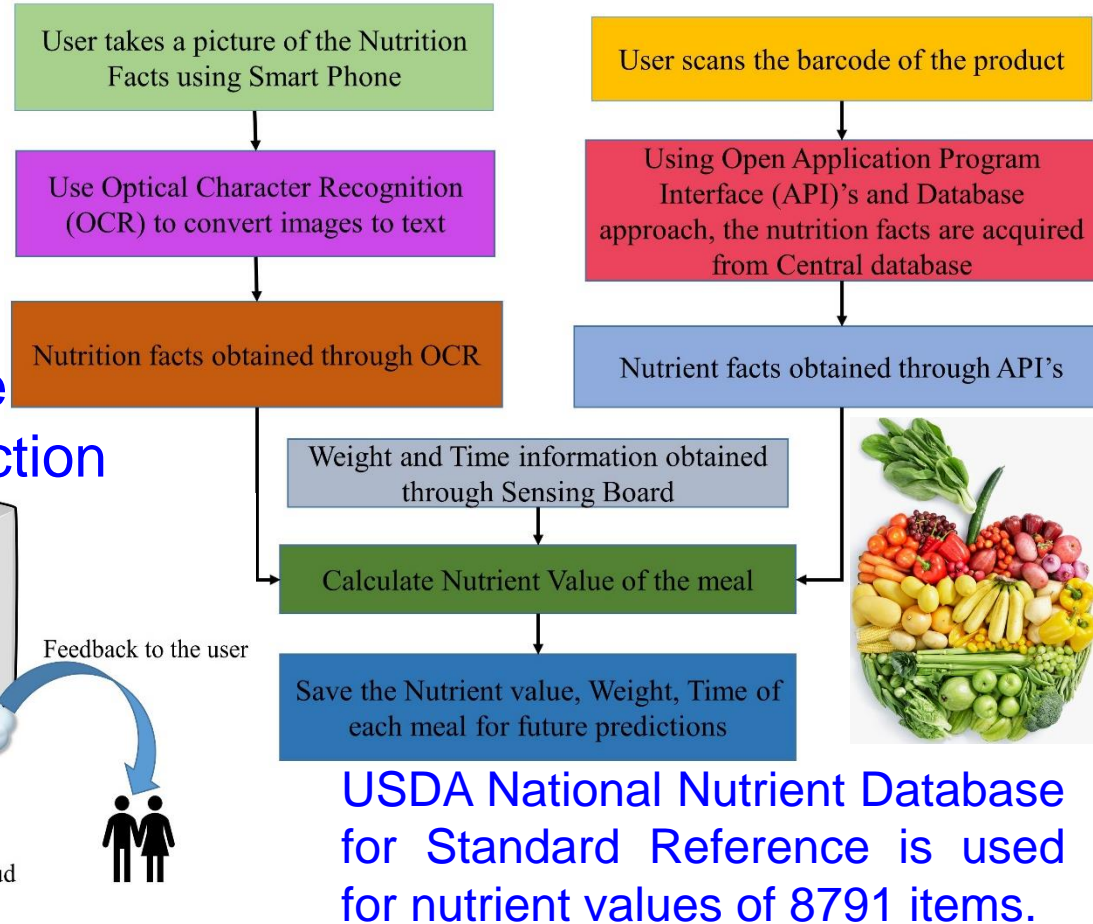 User takes a picture of the Nutrition
Facts using Smart Phone
Use Optical Character Recognition
(OCR) to convert images to text
Nutrition facts obtained through OCR
User scans the barcode of the product
Using Open Application Program
Interface (API)'s and Database
approach, the nutrition facts are acquired
from Central database
Nutrient facts obtained through API's
Weight and Time information obtained
through Sensing Board
Calculate Nutrient Value of the meal
Save the Nutrient value, Weight, Time of
each meal for future predictions
Feedback to the user
USDA National Nutrient Database
for Standard Reference is used
for nutrient values of 8791 items.